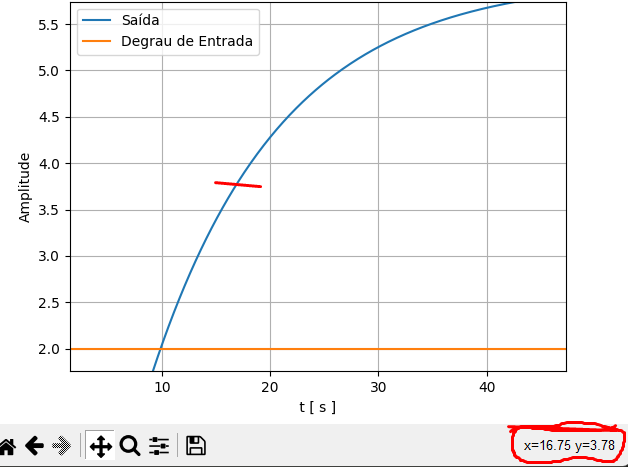 Saída
Degrau de Entrada
5.5
5.0
4.5
4.0
3.5
3.0
2.5
2.0
Amplitude
10 20 30 40
t [ s ]
x=16.75 y=3.78